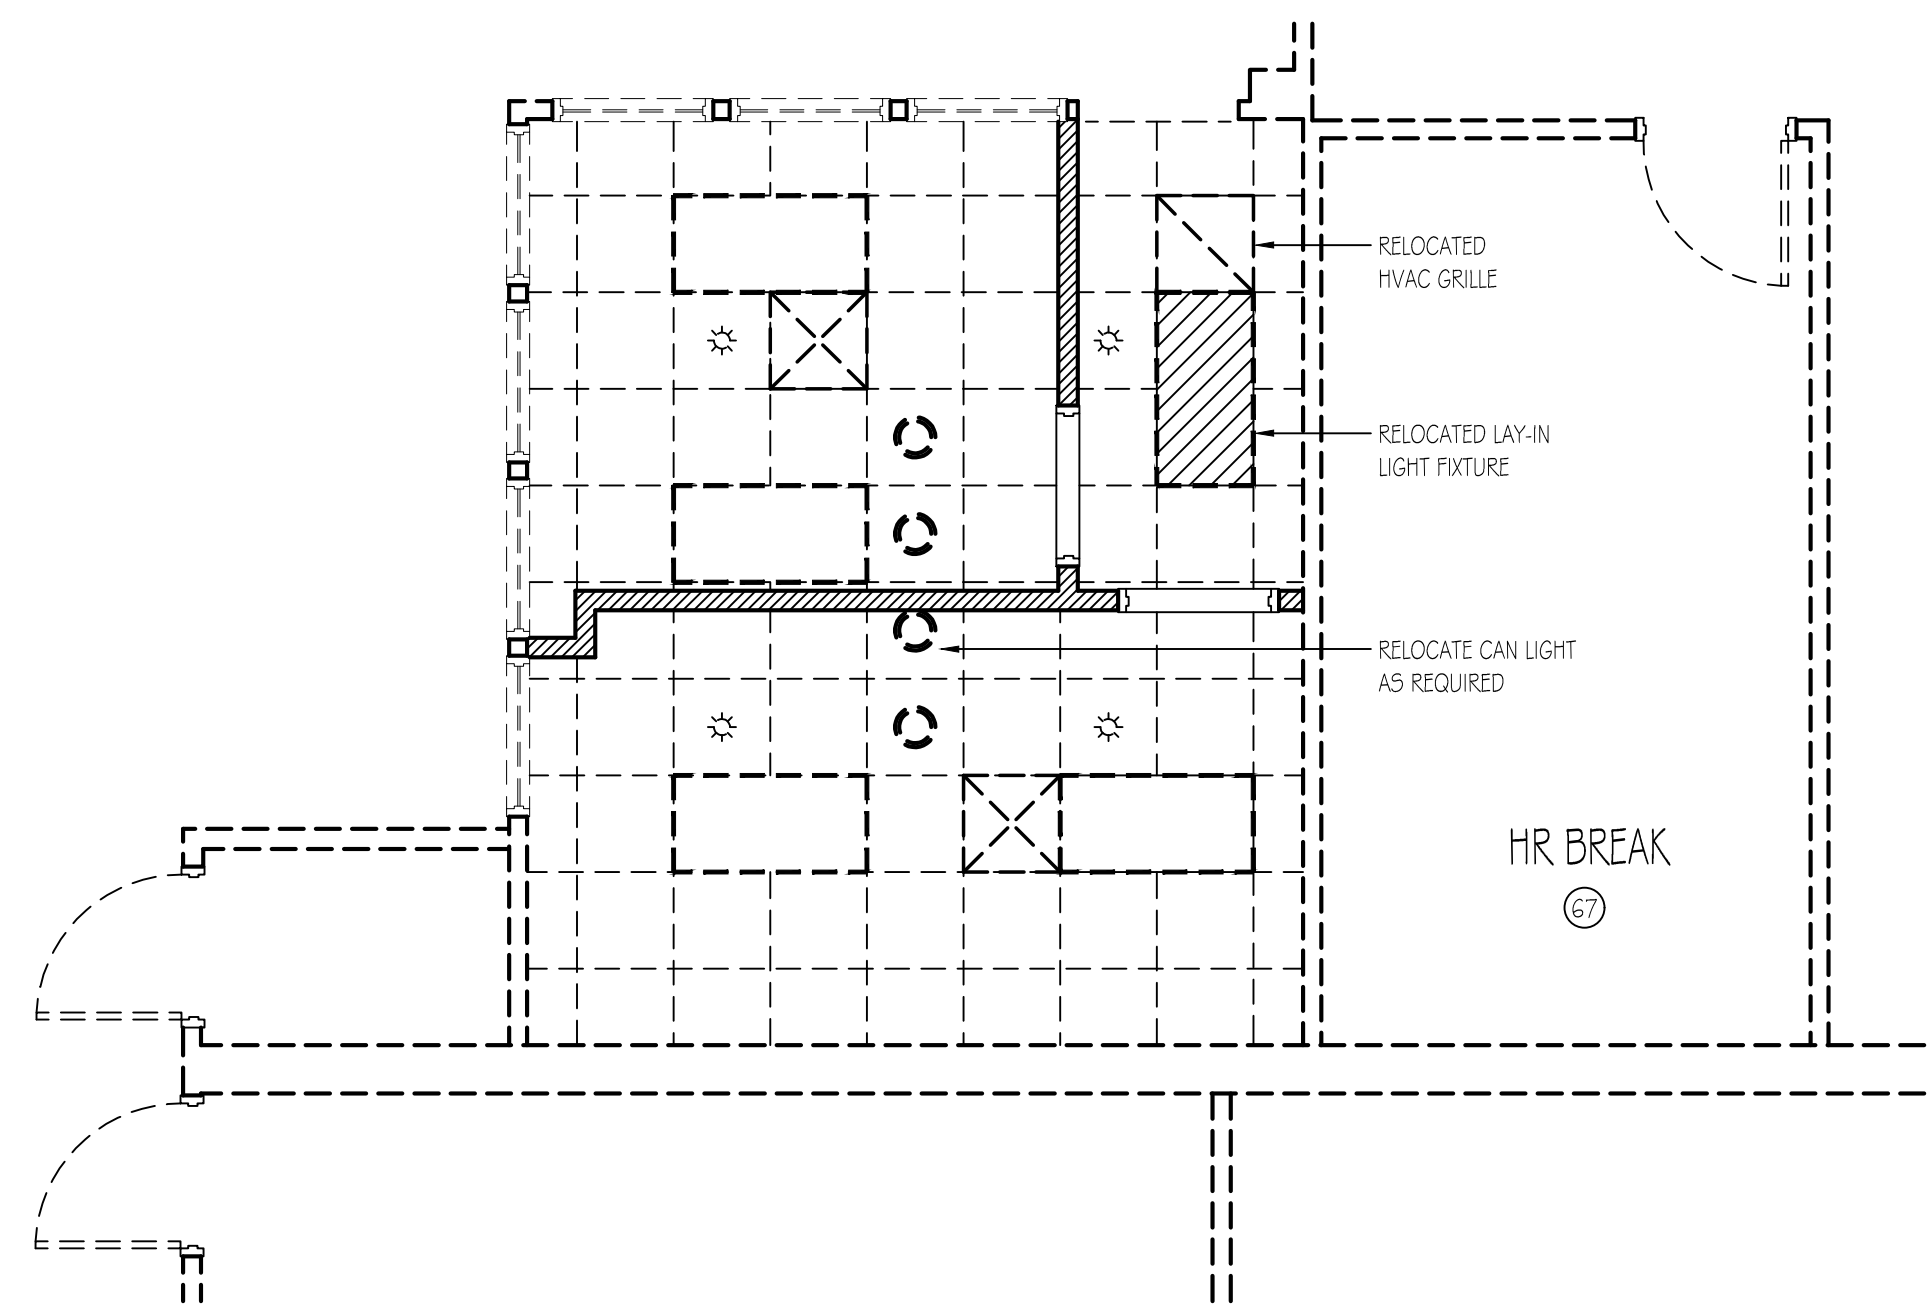 RELOCATED
HVAC GRILLE
RELOCATED LAY-IN
LIGHT FIXTURE
RELOCATE CAN LIGHT
AS REQUIRED
HR BREAK
67